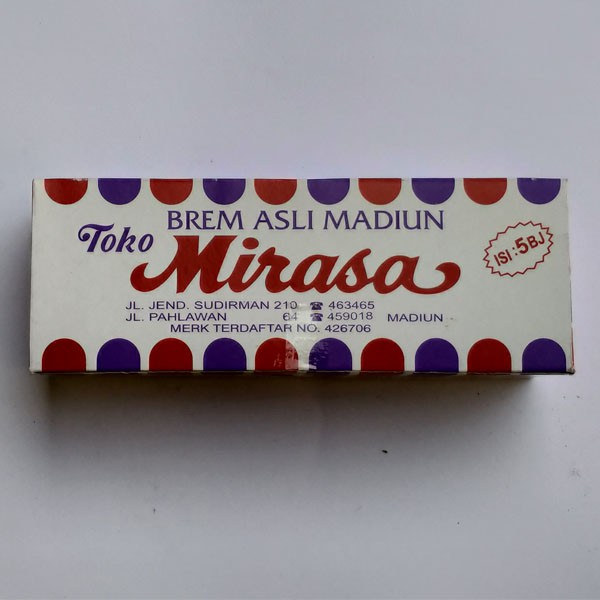 BREM ASLI MADIUN
Toko Mirasa
ISI : 5 BJ
JL. JEND. SUDIRMAN 210 ☎ 463465
JL. PAHLAWAN 64 ☎ 459018 MADIUN
MERK TERDAFTAR NO. 426706